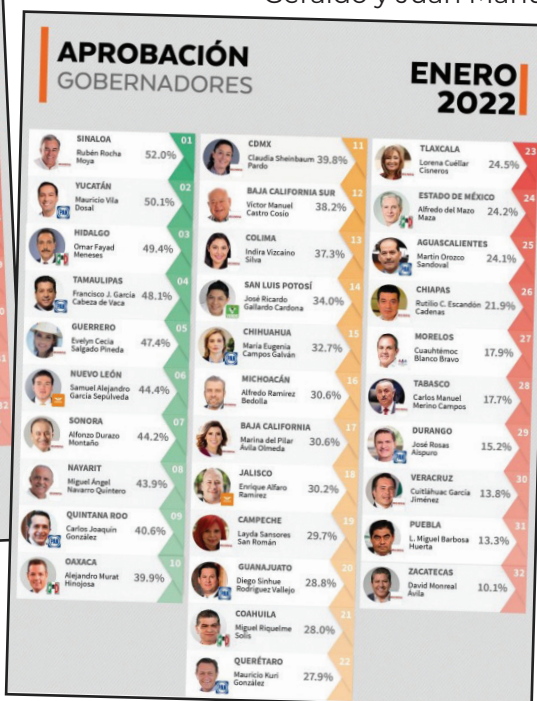 APROBACIÓN
GOBERNADORES
ENERO
2022
SINALOA
01
Rubén Rocha
Moya
52.0%
YUCATÁN
02
Mauricio Vila
Dosal
50.1%
HIDALGO
03
Omar Fayad
Meneses
49.4%
TAMAULIPAS
04
Francisco J. García
Cabeza de Vaca
48.1%
GUERRERO
05
Evelyn Cecia
Salgado Pineda
47.4%
NUEVO LEÓN
06
Samuel Alejandro
García Sepúlveda
44.4%
SONORA
07
Alfonzo Durazo
Montaño
44.2%
NAYARIT
08
Miguel Ángel
Navarro Quintero
43.9%
QUINTANA ROO
09
Carlos Joaquín
González
40.6%
OAXACA
10
Alejandro Murat
Hinojosa
39.9%
CDMX
11
Claudia Sheinbaum
Pardo
39.8%
BAJA CALIFORNIA SUR
12
Víctor Manuel
Castro Cosío
38.2%
COLIMA
13
Indira Vizcaíno
Silva
37.3%
SAN LUIS POTOSÍ
14
José Ricardo
Gallardo Cardona
34.0%
CHIHUAHUA
15
María Eugenia
Campos Galván
32.7%
MICHOACÁN
16
Alfredo Ramírez
Bedolla
30.6%
BAJA CALIFORNIA
17
Marina del Pilar
Ávila Olmeda
30.6%
JALISCO
18
Enrique Alfaro
Ramírez
30.2%
CAMPECHE
19
Layda Sansores
San Román
29.7%
GUANAJUATO
20
Diego Sinhue
Rodríguez Vallejo
28.8%
COAHUILA
21
Miguel Riquelme
Solís
28.0%
QUERÉTARO
22
Mauricio Kuri
González
27.9%
TLAXCALA
23
Lorena Cuéllar
Cisneros
24.5%
ESTADO DE MÉXICO
24
Alfredo del Mazo
Maza
24.2%
AGUASCALIENTES
25
Martín Orozco
Sandoval
24.1%
CHIAPAS
26
Rutilio C. Escandón
Cadenas
21.9%
MORELOS
27
Cuauhtémoc
Blanco Bravo
17.9%
TABASCO
28
Carlos Manuel
Merino Campos
17.7%
DURANGO
29
José Rosas
Aispuro
15.2%
VERACRUZ
30
Cuitláhuac García
Jiménez
13.8%
PUEBLA
31
L. Miguel Barbosa
Huerta
13.3%
ZACATECAS
32
David Monreal
Ávila
10.1%